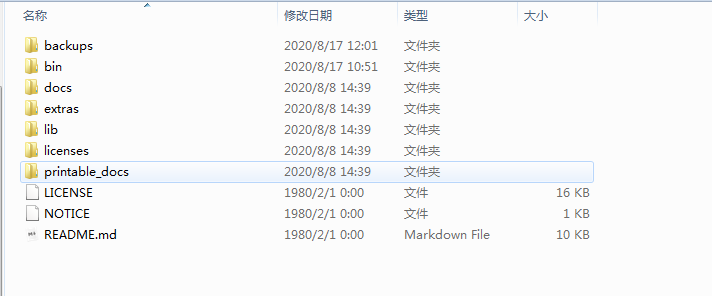 名称 修改日期 类型 大小
backups 2020/8/17 12:01 文件夹
bin 2020/8/17 10:51 文件夹
docs 2020/8/8 14:39 文件夹
extras 2020/8/8 14:39 文件夹
lib 2020/8/8 14:39 文件夹
licenses 2020/8/8 14:39 文件夹
printable_docs 2020/8/8 14:39 文件夹
LICENSE 1980/2/1 0:00 文件 16 KB
NOTICE 1980/2/1 0:00 文件 1 KB
README.md 1980/2/1 0:00 Markdown File 10 KB